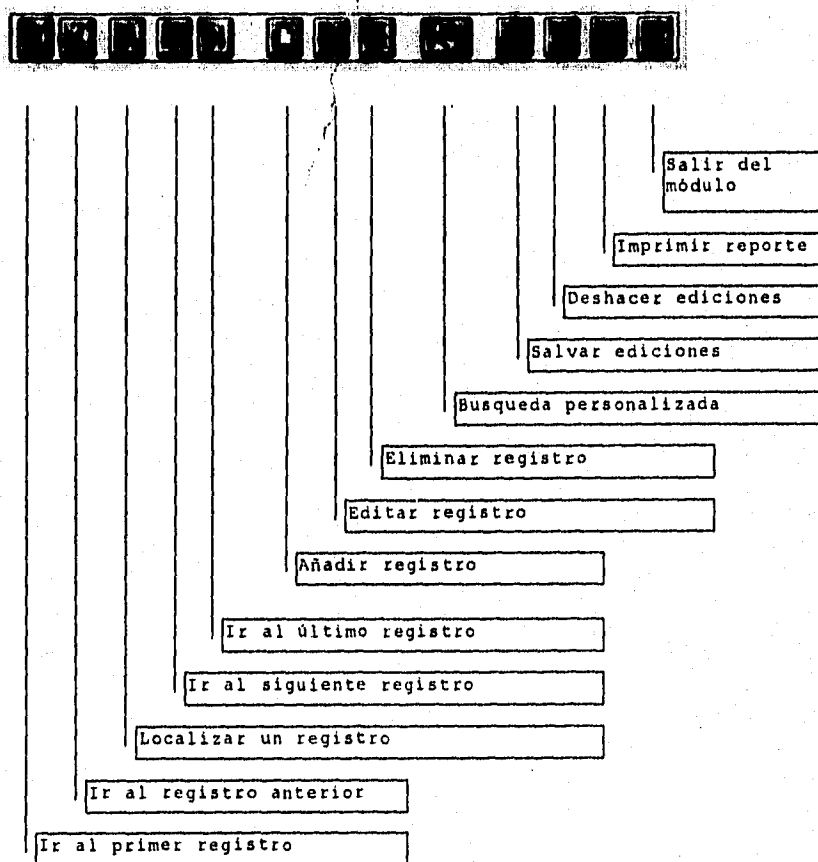 Salir del
módulo
Imprimir reporte
Deshacer ediciones
Salvar ediciones
Busqueda personalizada
Eliminar registro
Editar registro
Añadir registro
Ir al último registro
Ir al siguiente registro
Localizar un registro
Ir al registro anterior
Ir al primer registro